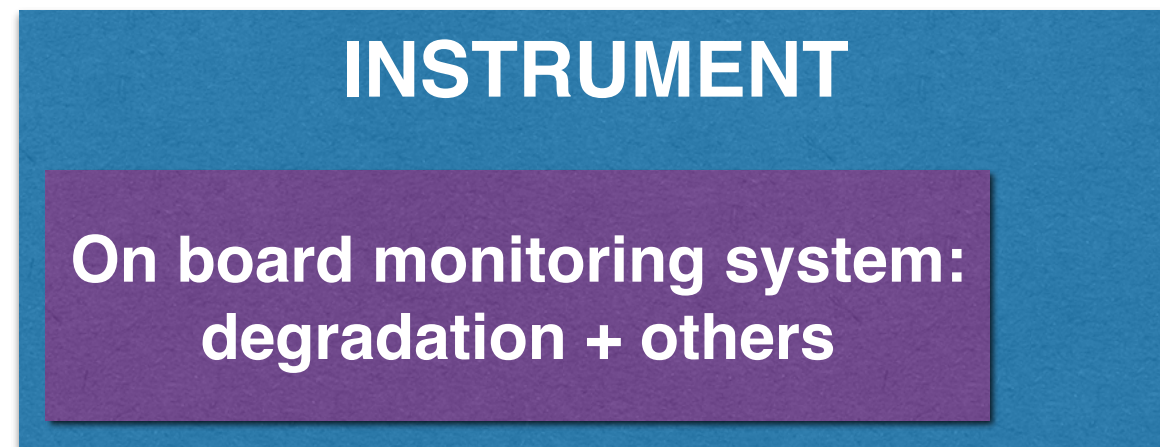 INSTRUMENT
On board monitoring system:
degradation + others